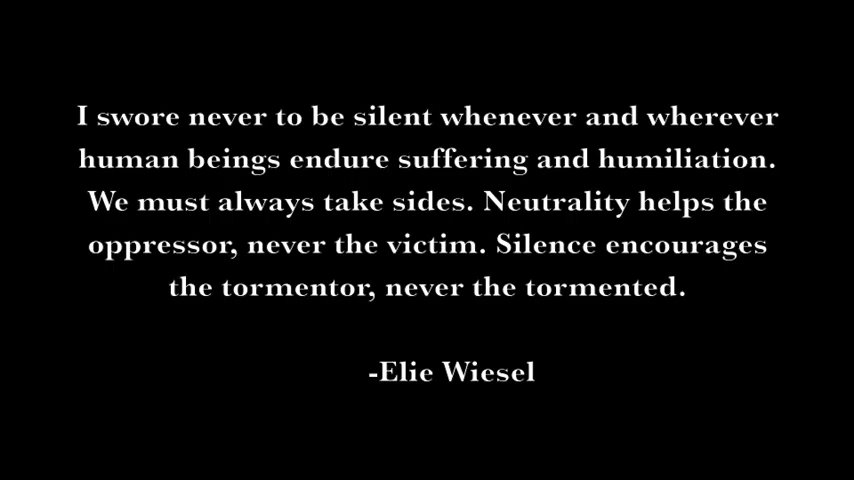 I swore never to be silent whenever and wherever
human beings endure suffering and humiliation.
We must always take sides. Neutrality helps the
oppressor, never the victim. Silence encourages
the tormentor, never the tormented.
-Elie Wiesel